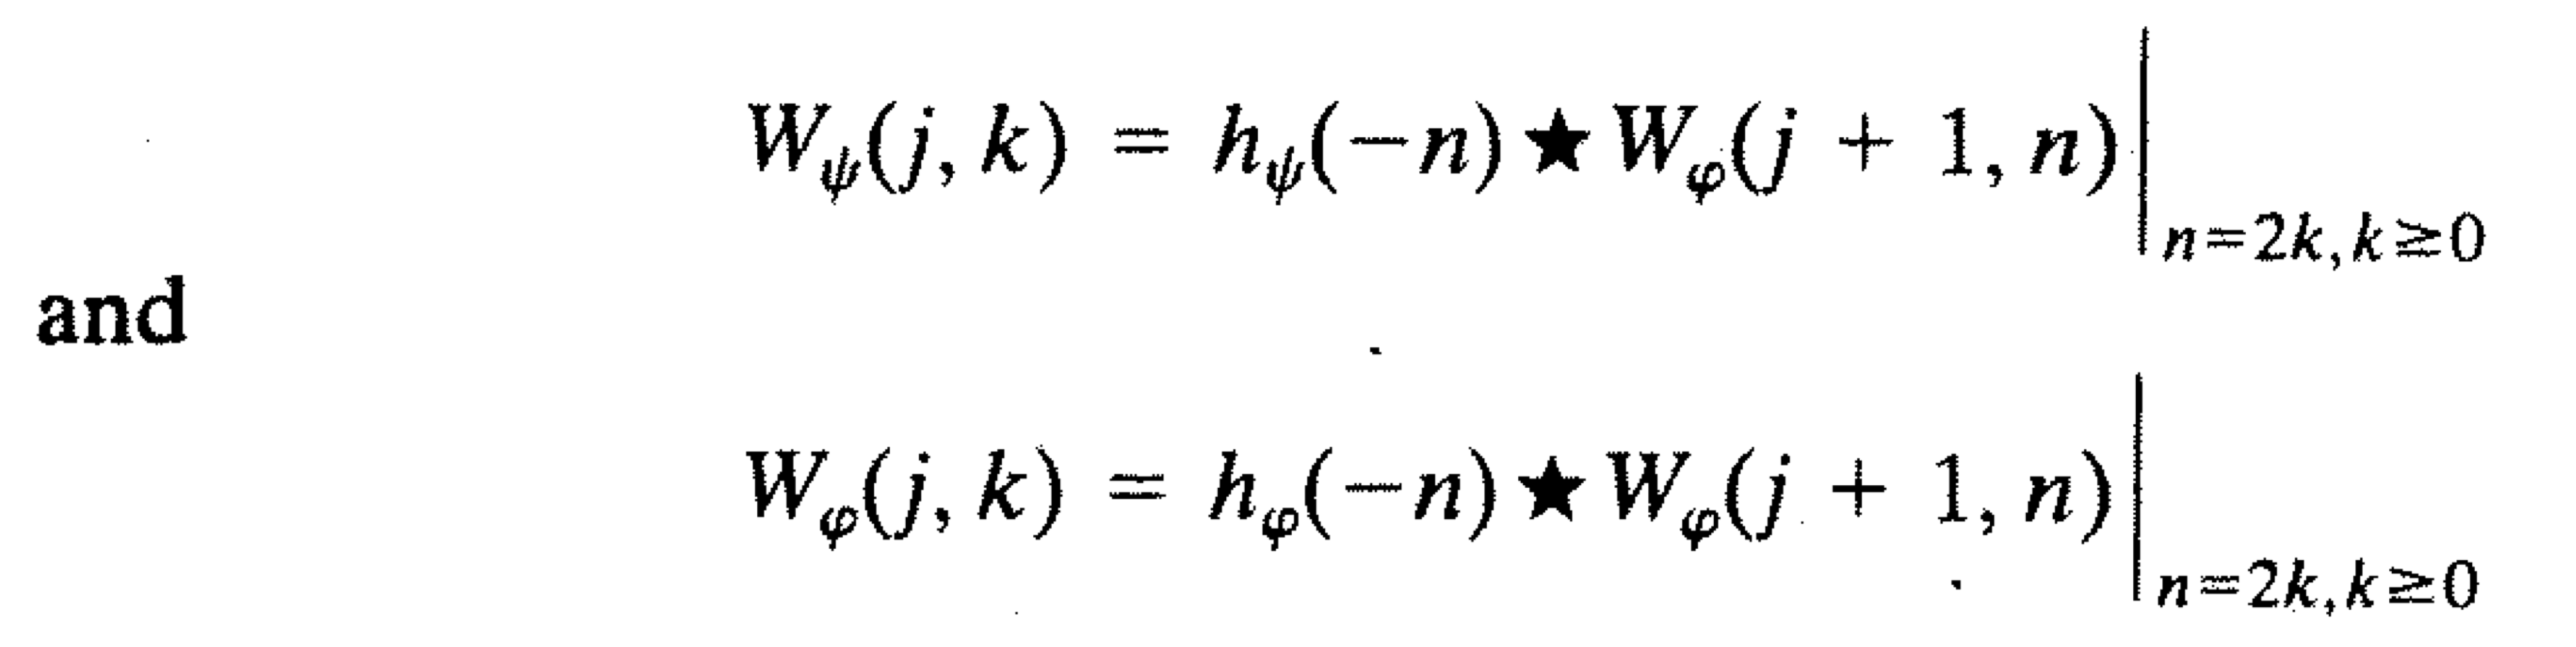 W_ψ(j, k) = h_ψ(−n) ★ W_φ(j + 1, n)|_{n=2k, k≥0}
and
W_φ(j, k) = h_φ(−n) ★ W_φ(j + 1, n)|_{n=2k, k≥0}